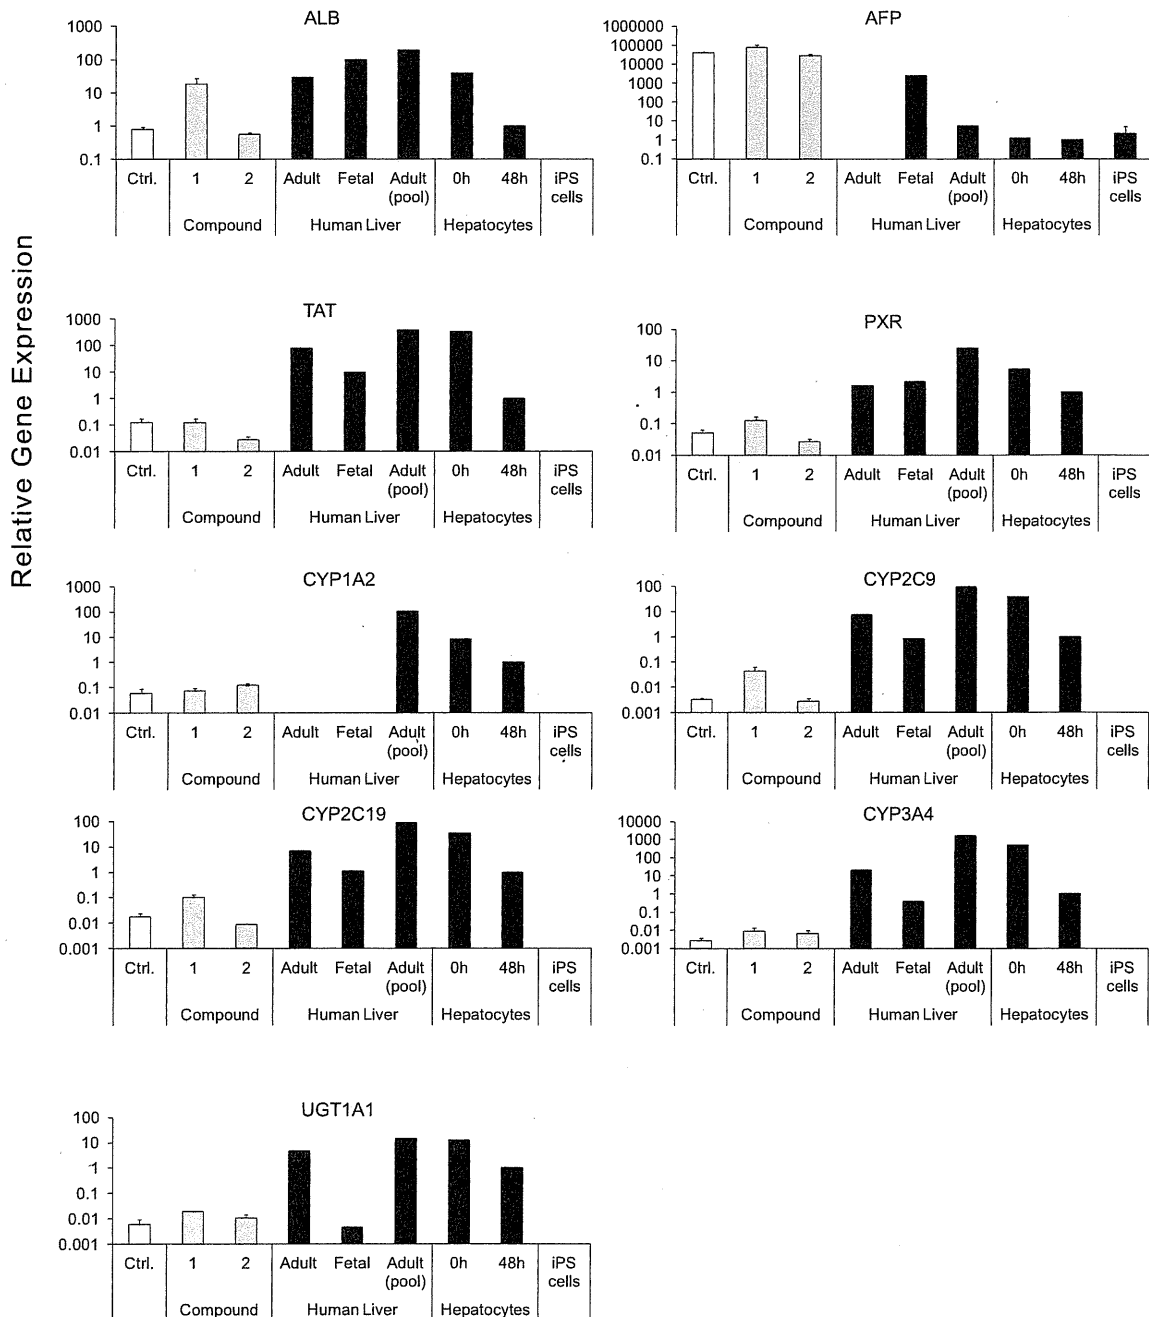 Relative Gene Expression
ALB
1000
100
10
1
0.1
Ctrl. 1 2 Adult Fetal Adult (pool) 0h 48h iPS cells
Compound Human Liver Hepatocytes
AFP
1000000
100000
10000
1000
100
10
1
0.1
Ctrl. 1 2 Adult Fetal Adult (pool) 0h 48h iPS cells
Compound Human Liver Hepatocytes
TAT
1000
100
10
1
0.1
0.01
Ctrl. 1 2 Adult Fetal Adult (pool) 0h 48h iPS cells
Compound Human Liver Hepatocytes
PXR
100
10
1
0.1
0.01
Ctrl. 1 2 Adult Fetal Adult (pool) 0h 48h iPS cells
Compound Human Liver Hepatocytes
CYP1A2
1000
100
10
1
0.1
0.01
Ctrl. 1 2 Adult Fetal Adult (pool) 0h 48h iPS cells
Compound Human Liver Hepatocytes
CYP2C9
100
10
1
0.1
0.01
0.001
Ctrl. 1 2 Adult Fetal Adult (pool) 0h 48h iPS cells
Compound Human Liver Hepatocytes
CYP2C19
100
10
1
0.1
0.01
0.001
Ctrl. 1 2 Adult Fetal Adult (pool) 0h 48h iPS cells
Compound Human Liver Hepatocytes
CYP3A4
10000
1000
100
10
1
0.1
0.01
0.001
Ctrl. 1 2 Adult Fetal Adult (pool) 0h 48h iPS cells
Compound Human Liver Hepatocytes
UGT1A1
100
10
1
0.1
0.01
0.001
Ctrl. 1 2 Adult Fetal Adult (pool) 0h 48h iPS cells
Compound Human Liver Hepatocytes